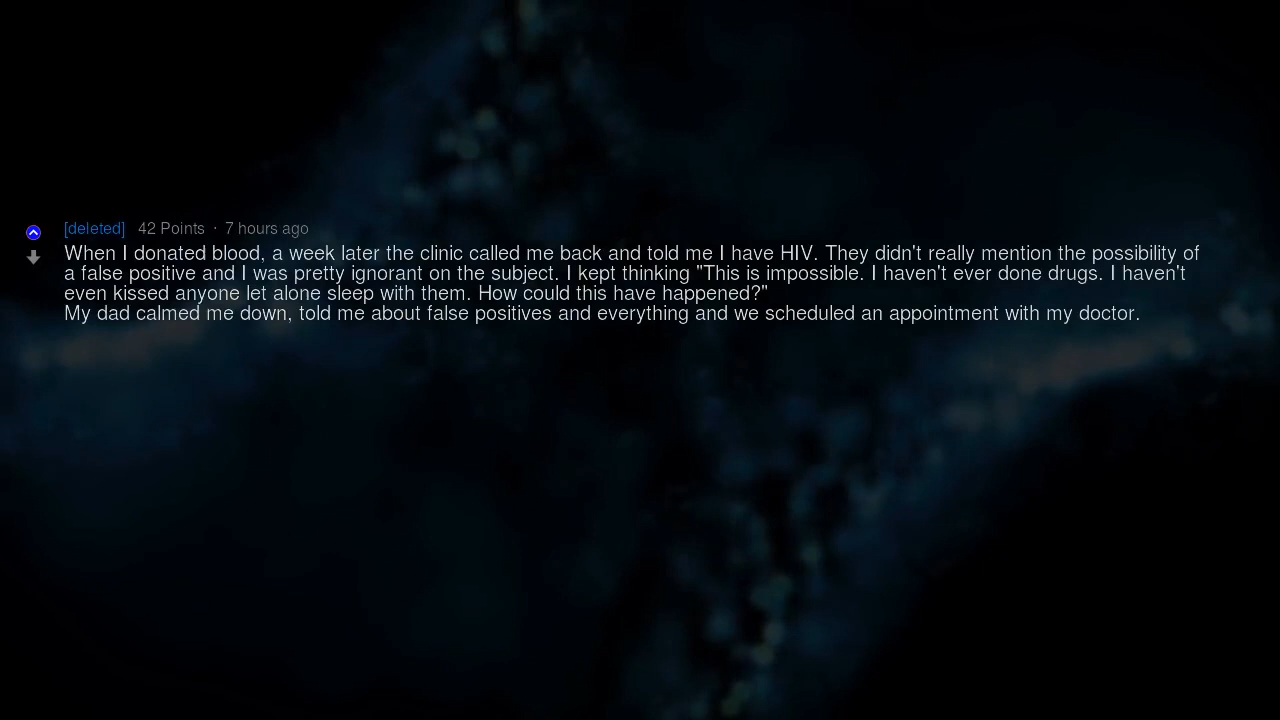 [deleted] 42 Points · 7 hours ago
When I donated blood, a week later the clinic called me back and told me I have HIV. They didn't really mention the possibility of
a false positive and I was pretty ignorant on the subject. I kept thinking "This is impossible. I haven't ever done drugs. I haven't
even kissed anyone let alone sleep with them. How could this have happened?"
My dad calmed me down, told me about false positives and everything and we scheduled an appointment with my doctor.